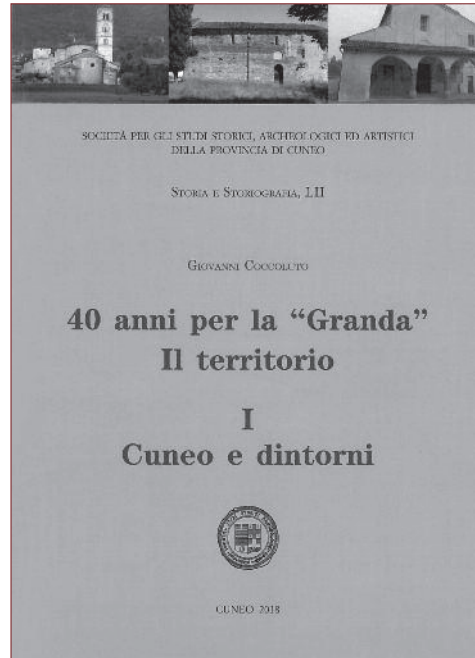 SOCIETÀ PER GLI STUDI STORICI, ARCHEOLOGICI ED ARTISTICI
DELLA PROVINCIA DI CUNEO
STORIA E STORIOGRAFIA, LII
GIOVANNI COCCOLUTO
40 anni per la “Granda”
Il territorio
I
Cuneo e dintorni
CUNEO 2018